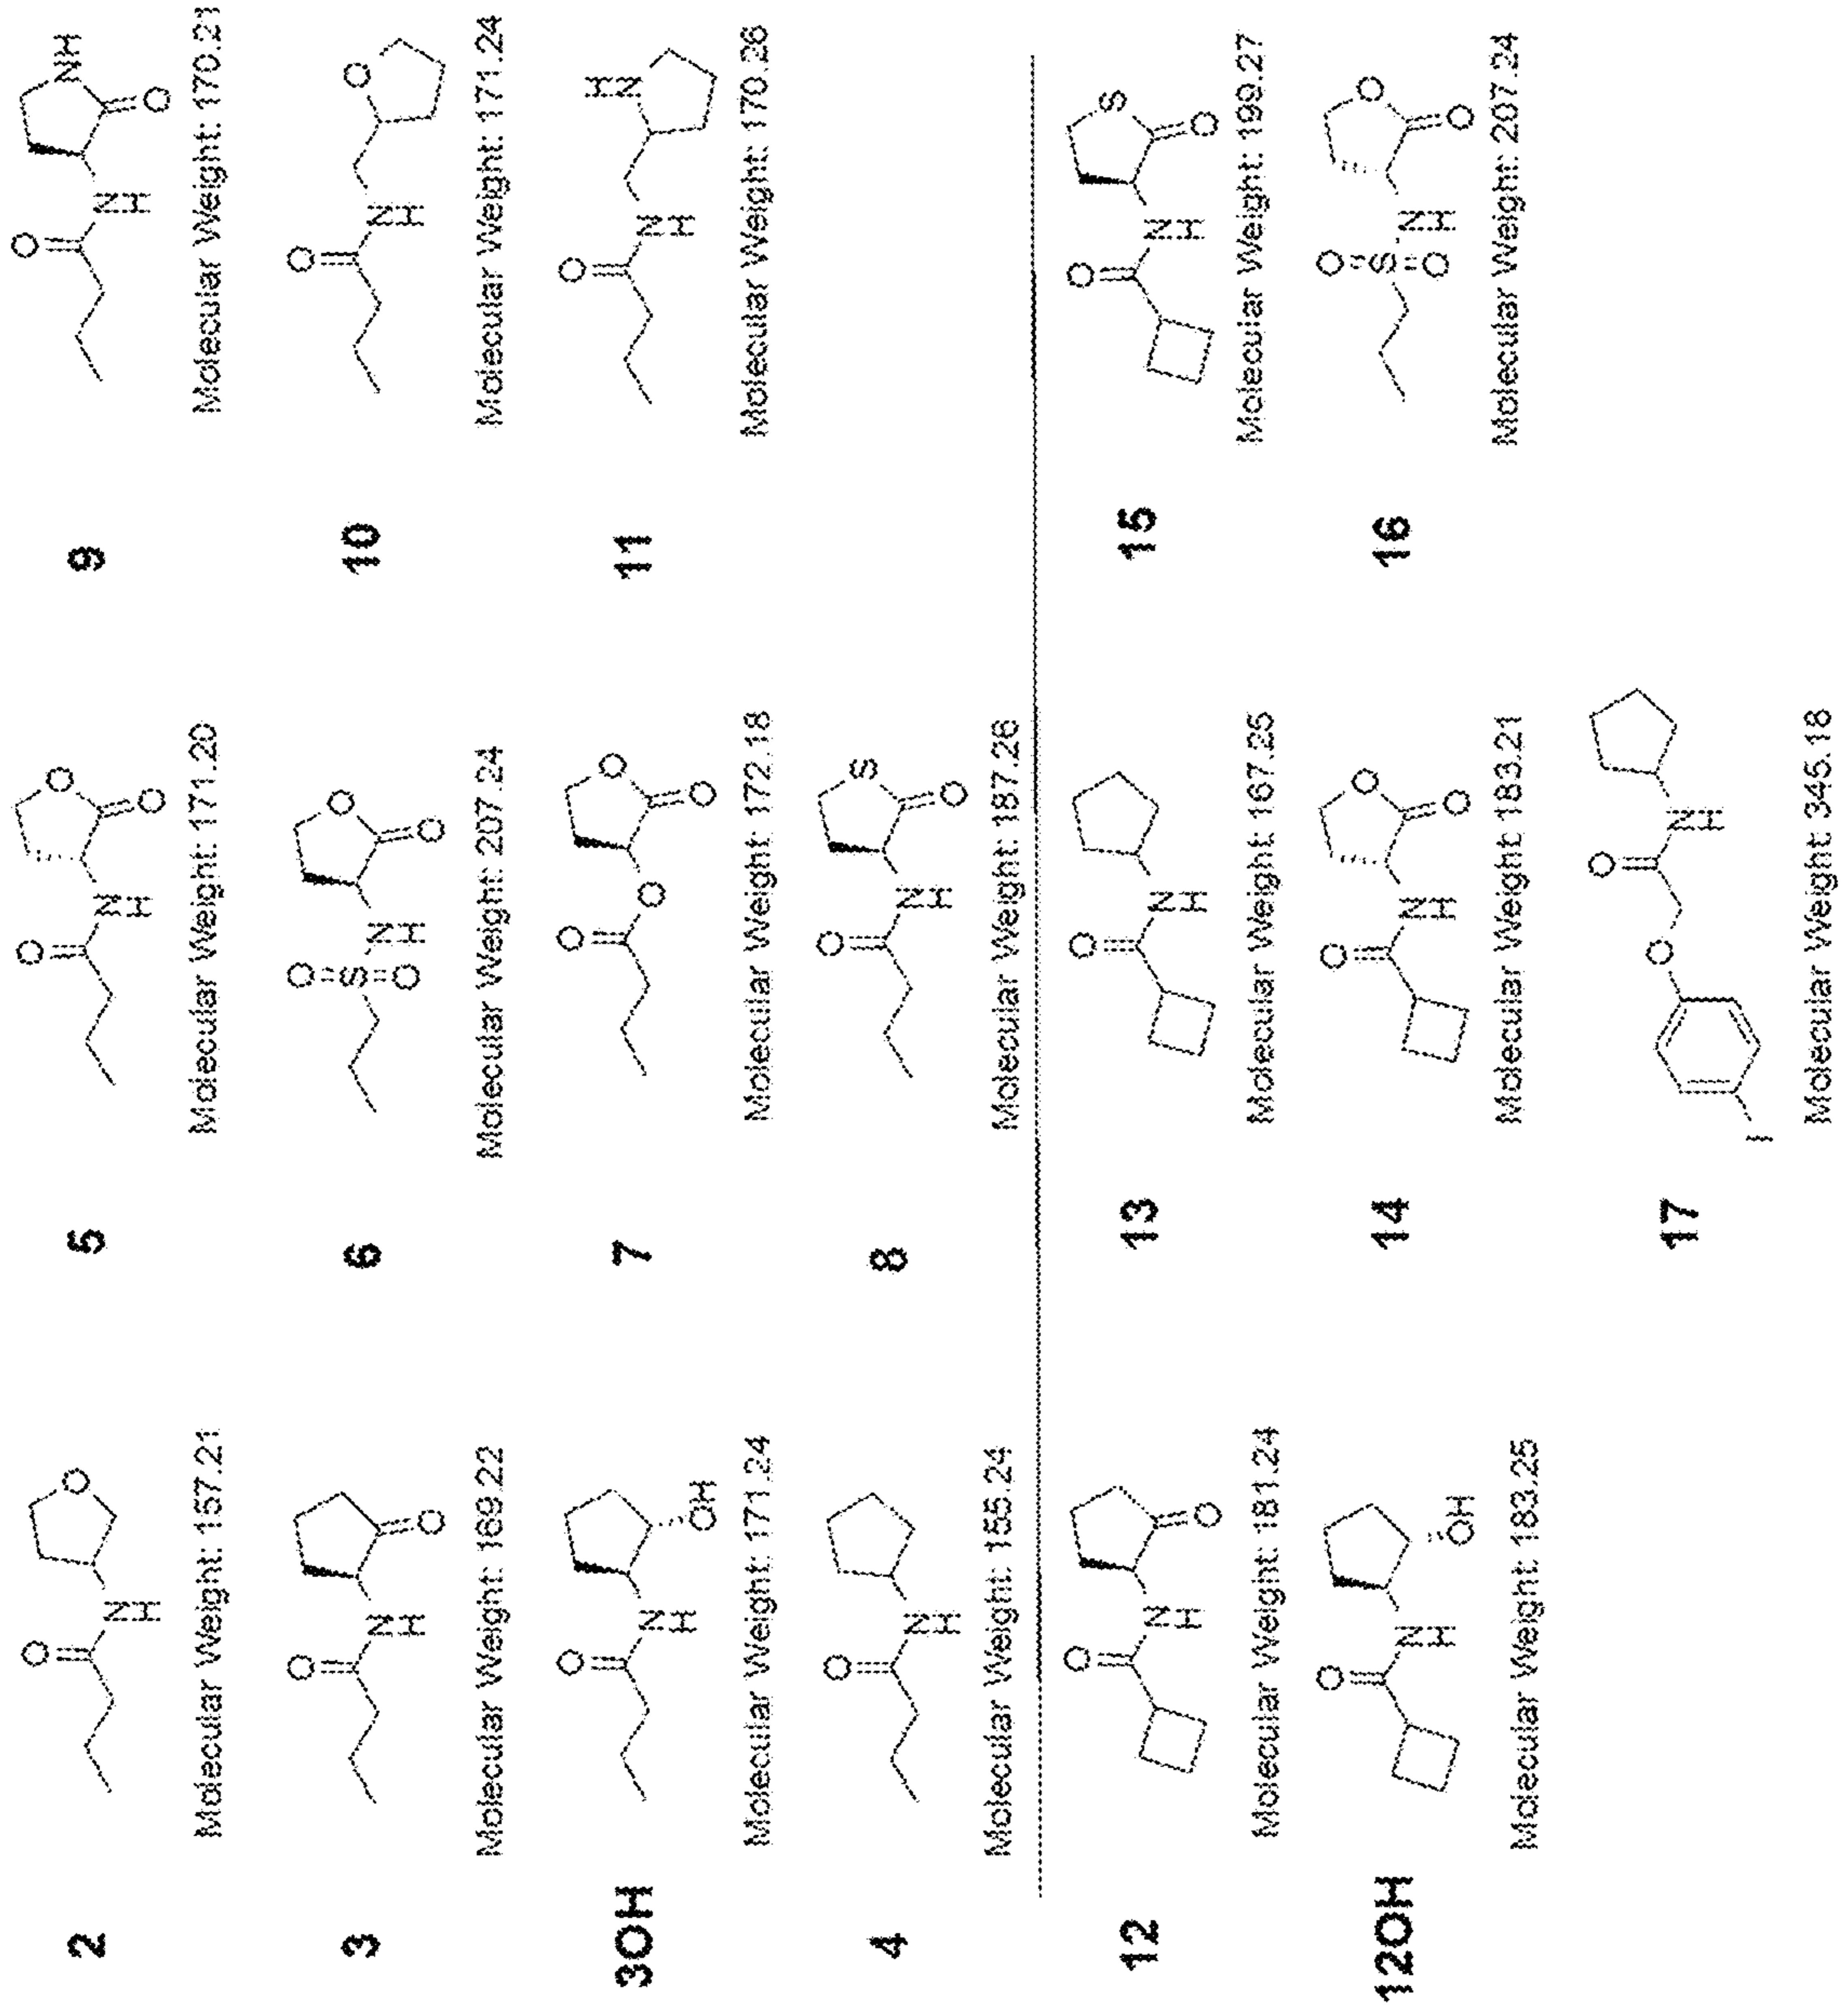 2
O
N
H
O
Molecular Weight: 157.21
5
O
N
H
O
O
Molecular Weight: 171.20
9
O
N
H
NH
O
Molecular Weight: 170.21
3
O
N
H
O
Molecular Weight: 169.22
6
O
S
O
N
H
O
O
Molecular Weight: 207.24
10
O
N
H
O
Molecular Weight: 171.24
3OH
O
N
H
OH
Molecular Weight: 171.24
7
O
O
O
O
Molecular Weight: 172.18
11
O
N
H
H
N
Molecular Weight: 170.26
4
O
N
H
Molecular Weight: 155.24
8
O
N
H
S
O
Molecular Weight: 187.26
12
O
N
H
O
Molecular Weight: 181.24
13
O
N
H
Molecular Weight: 167.25
15
O
N
H
S
O
Molecular Weight: 199.27
12OH
O
N
H
OH
Molecular Weight: 183.25
14
O
N
H
O
O
Molecular Weight: 183.21
16
O
S
O
N
H
O
O
Molecular Weight: 207.24
17
I
O
O
N
H
Molecular Weight: 345.18